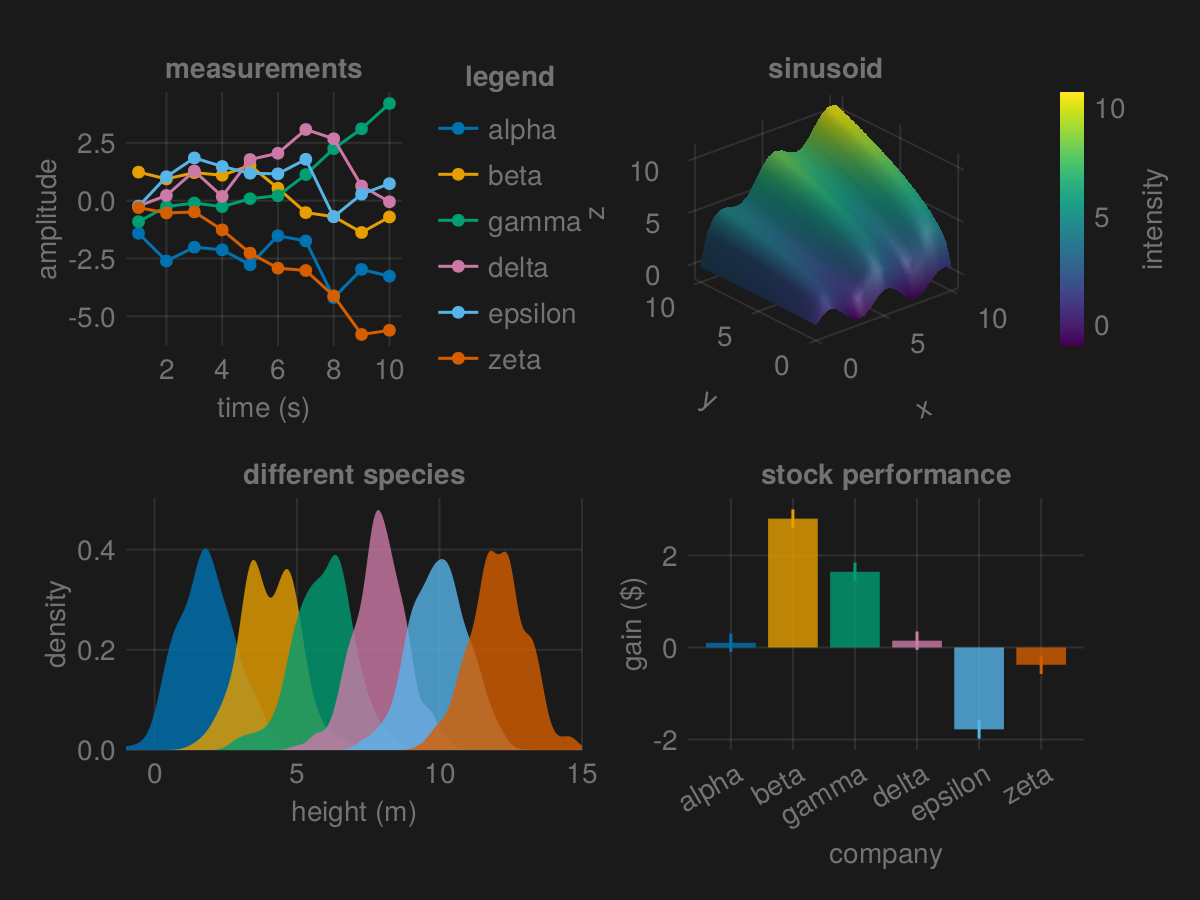 measurements
amplitude
2.5
0.0
-2.5
-5.0
2 4 6 8 10
time (s)
legend
alpha
beta
gamma
delta
epsilon
zeta
sinusoid
z
10
5
0
10
5
0
y
0
5
10
x
10
5
0
intensity
different species
density
0.4
0.2
0.0
0 5 10 15
height (m)
stock performance
gain ($)
2
0
-2
alpha beta gamma delta epsilon zeta
company